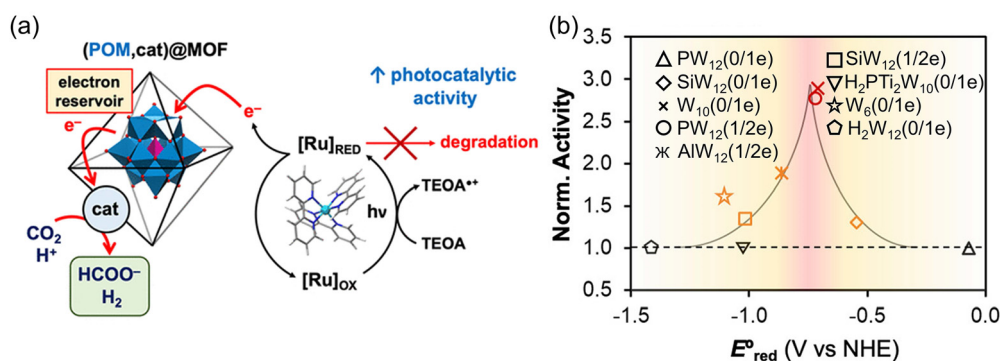 (a)
(POM,cat)@MOF
electron
reservoir
e⁻
e⁻
cat
CO₂
H⁺
HCOO⁻
H₂
↑ photocatalytic
activity
[Ru]RED
degradation
TEOA•⁺
hν
TEOA
[Ru]OX
(b)
Norm. Activity
3.5
3.0
2.5
2.0
1.5
1.0
0.5
PW₁₂(0/1e)
SiW₁₂(0/1e)
W₁₀(0/1e)
PW₁₂(1/2e)
AlW₁₂(1/2e)
SiW₁₂(1/2e)
H₂PTi₂W₁₀(0/1e)
W₆(0/1e)
H₂W₁₂(0/1e)
-1.5 -1.0 -0.5 0.0
E⁰red (V vs NHE)